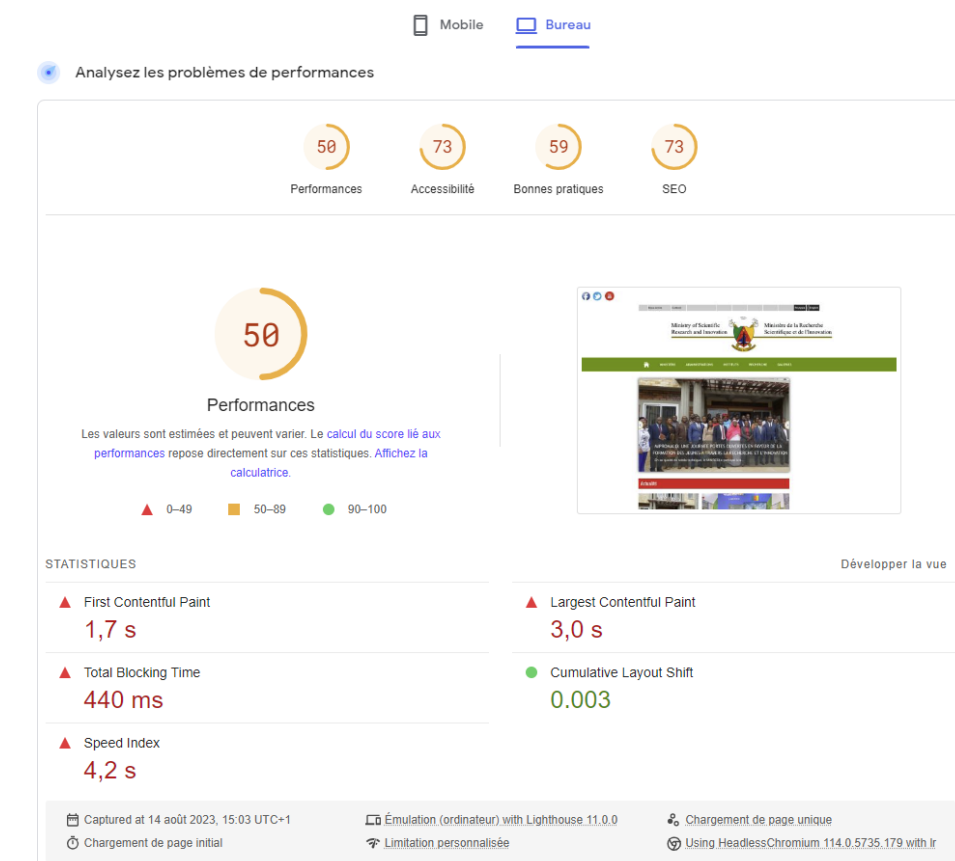 Mobile
Bureau
Analysez les problèmes de performances
50
73
59
73
Performances
Accessibilité
Bonnes pratiques
SEO
50
Performances
Les valeurs sont estimées et peuvent varier. Le calcul du score lié aux
performances repose directement sur ces statistiques. Affichez la
calculatrice.
0–49
50–89
90–100
Ministry of Scientific
Research and Innovation
Ministère de la Recherche
Scientifique et de l'Innovation
STATISTIQUES
Développer la vue
First Contentful Paint
1,7 s
Largest Contentful Paint
3,0 s
Total Blocking Time
440 ms
Cumulative Layout Shift
0.003
Speed Index
4,2 s
Captured at 14 août 2023, 15:03 UTC+1
Émulation (ordinateur) with Lighthouse 11.0.0
Chargement de page unique
Chargement de page initial
Limitation personnalisée
Using HeadlessChromium 114.0.5735.179 with lr